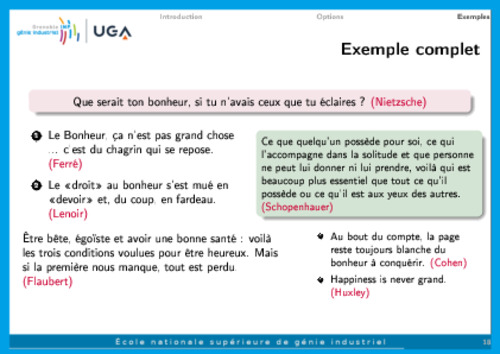 Grenoble INP
génie industriel
UGA
Introduction
Options
Exemples
Exemple complet
Que serait ton bonheur, si tu n'avais ceux que tu éclaires ? (Nietzsche)
1 Le Bonheur, ça n'est pas grand chose
... c'est du chagrin qui se repose.
(Ferré)
2 Le «droit» au bonheur s'est mué en
«devoir» et, du coup, en fardeau.
(Lenoir)
Être bête, égoïste et avoir une bonne santé : voilà
les trois conditions voulues pour être heureux. Mais
si la première nous manque, tout est perdu.
(Flaubert)
Ce que quelqu'un possède pour soi, ce qui
l'accompagne dans la solitude et que personne
ne peut lui donner ni lui prendre, voilà qui est
beaucoup plus essentiel que tout ce qu'il
possède ou ce qu'il est aux yeux des autres.
(Schopenhauer)
Au bout du compte, la page
reste toujours blanche du
bonheur à conquérir. (Cohen)
Happiness is never grand.
(Huxley)
École nationale supérieure de génie industriel